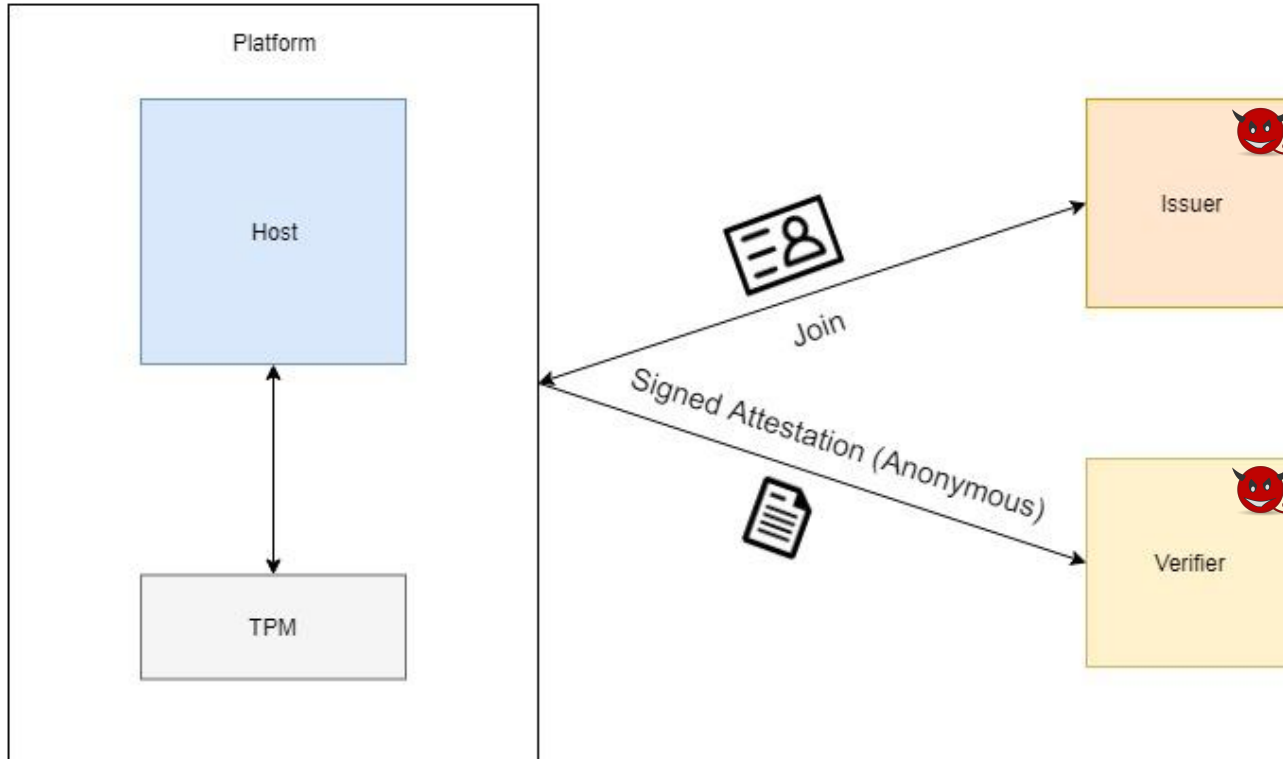 Platform
Host
TPM
Join
Signed Attestation (Anonymous)
Issuer
Verifier